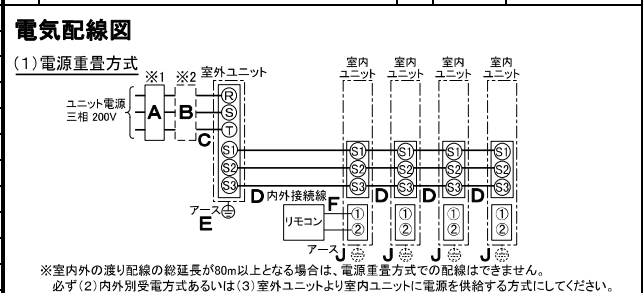 電気配線図
(1)電源重畳方式
※1 ※2 室外ユニット 室内ユニット 室内ユニット 室内ユニット 室内ユニット
ユニット電源
三相 200V
A B C
R
S
T
S1 S1 S1 S1 S1
S2 S2 S2 S2 S2
S3 S3 S3 S3 S3
D 内外接続線 D D D
アース E
リモコン F
① ① ① ①
② ② ② ②
アース J J J J
※室内外の渡り配線の総延長が80m以上となる場合は、電源重畳方式での配線はできません。
必ず(2)内外別受電方式あるいは(3)室外ユニットより室内ユニットに電源を供給する方式にしてください。